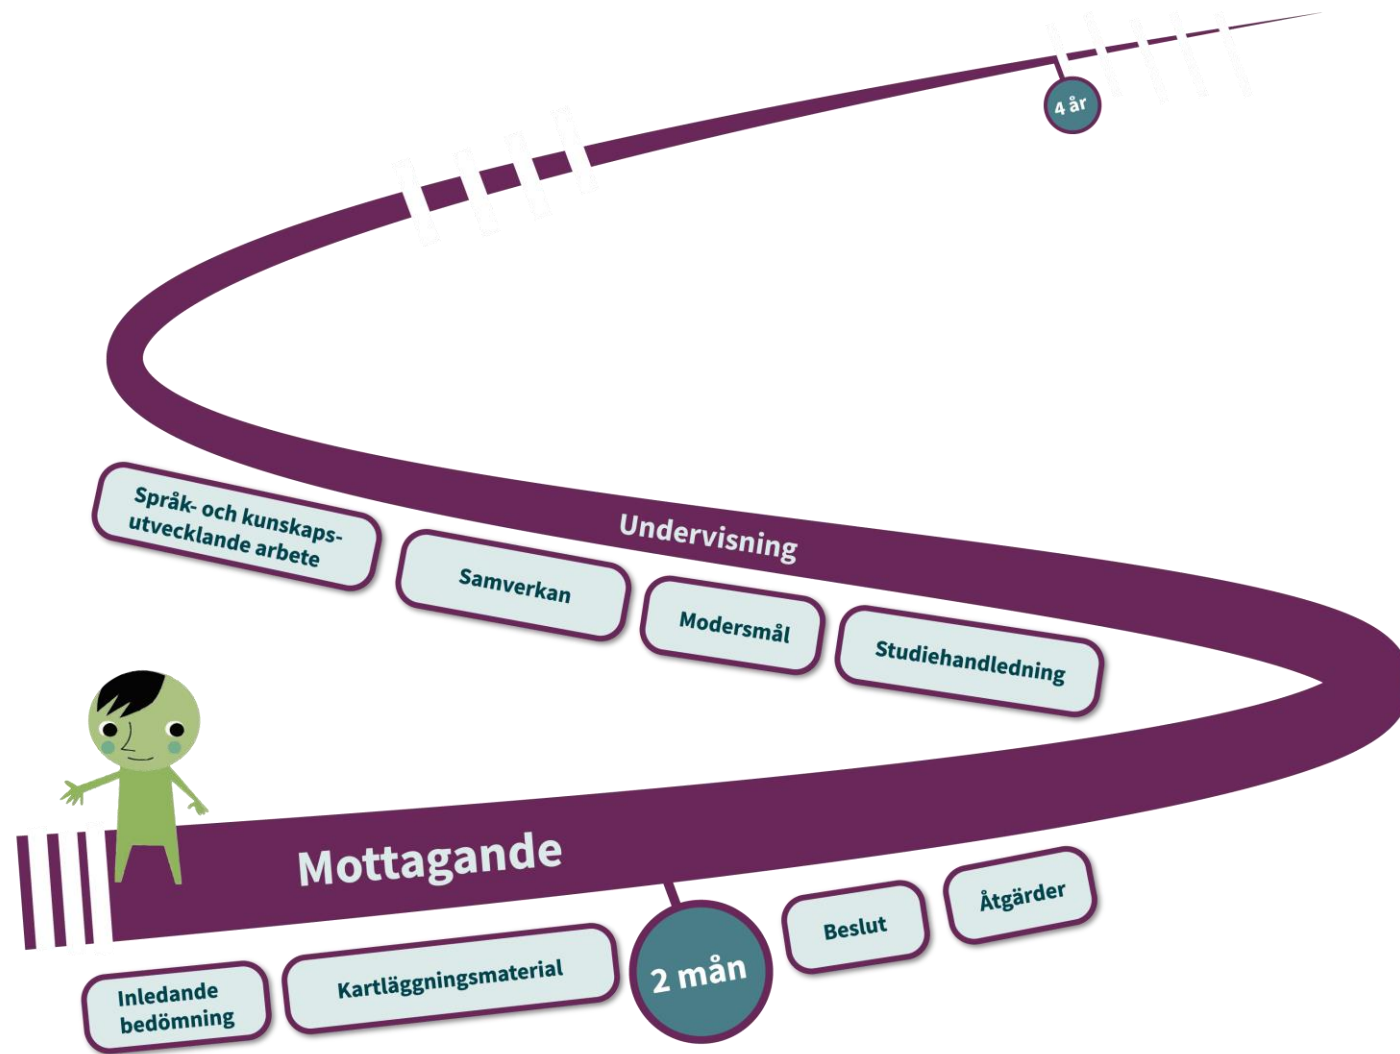 4 år
Undervisning
Språk- och kunskaps-
utvecklande arbete
Samverkan
Modersmål
Studiehandledning
Mottagande
Inledande
bedömning
Kartläggningsmaterial
2 mån
Beslut
Åtgärder